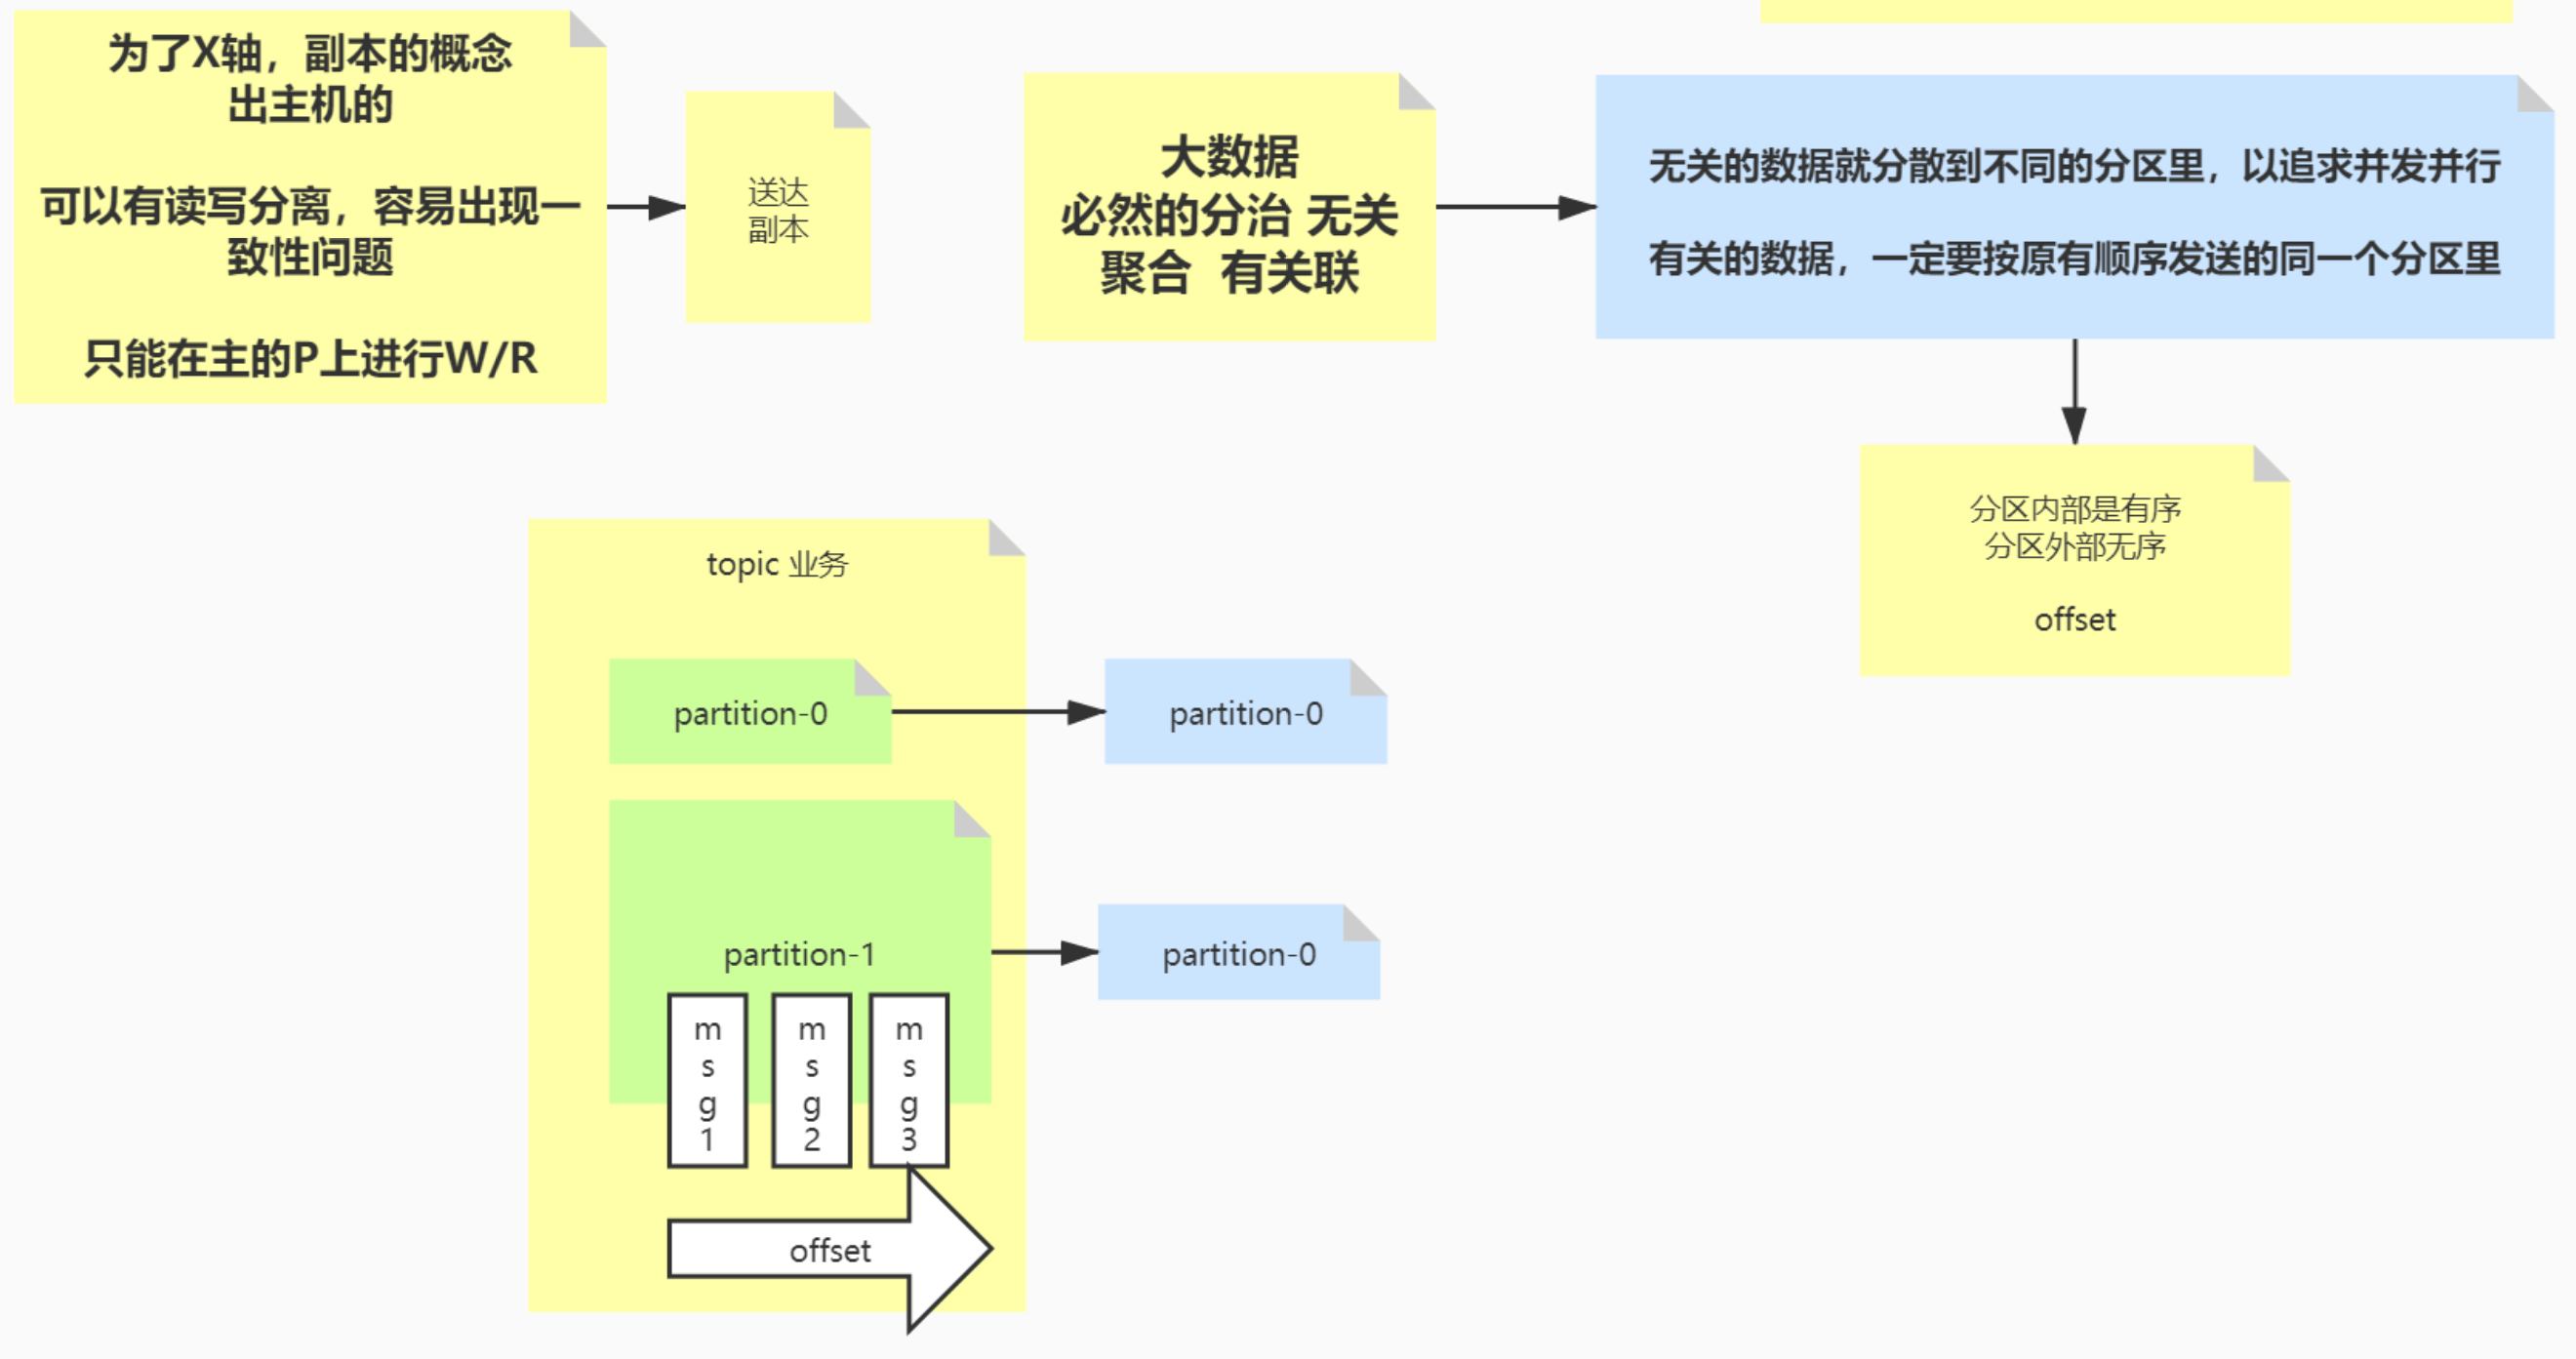 为了X轴，副本的概念
出主机的
可以有读写分离，容易出现一
致性问题
只能在主的P上进行W/R
送达
副本
大数据
必然的分治 无关
聚合  有关联
无关的数据就分散到不同的分区里，以追求并发并行
有关的数据，一定要按原有顺序发送的同一个分区里
分区内部是有序
分区外部无序
offset
topic 业务
partition-0
partition-0
partition-1
partition-0
m
s
g
1
m
s
g
2
m
s
g
3
offset